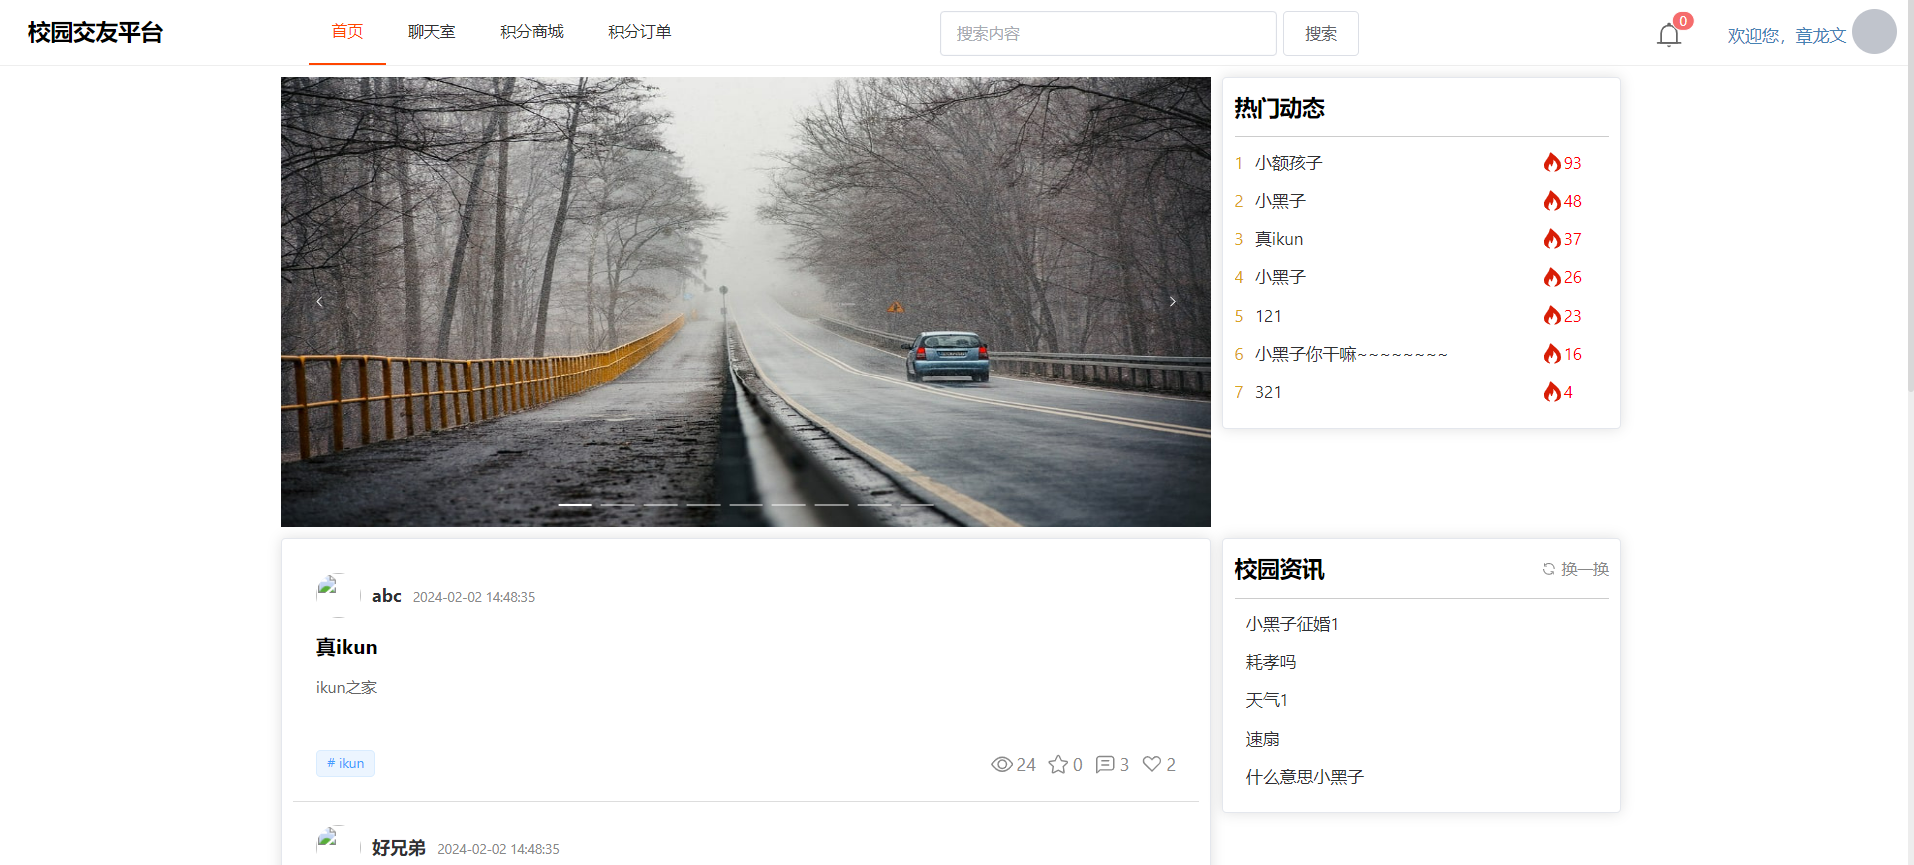 校园交友平台
首页 聊天室 积分商城 积分订单
搜索内容 搜索
0
欢迎您，章龙文
热门动态
1 小额孩子 93
2 小黑子 48
3 真ikun 37
4 小黑子 26
5 121 23
6 小黑子你干嘛~~~~~~~~ 16
7 321 4
abc 2024-02-02 14:48:35
真ikun
ikun之家
# ikun
24 0 3 2
好兄弟 2024-02-02 14:48:35
校园资讯 换一换
小黑子征婚1
耗孝吗
天气1
速扇
什么意思小黑子